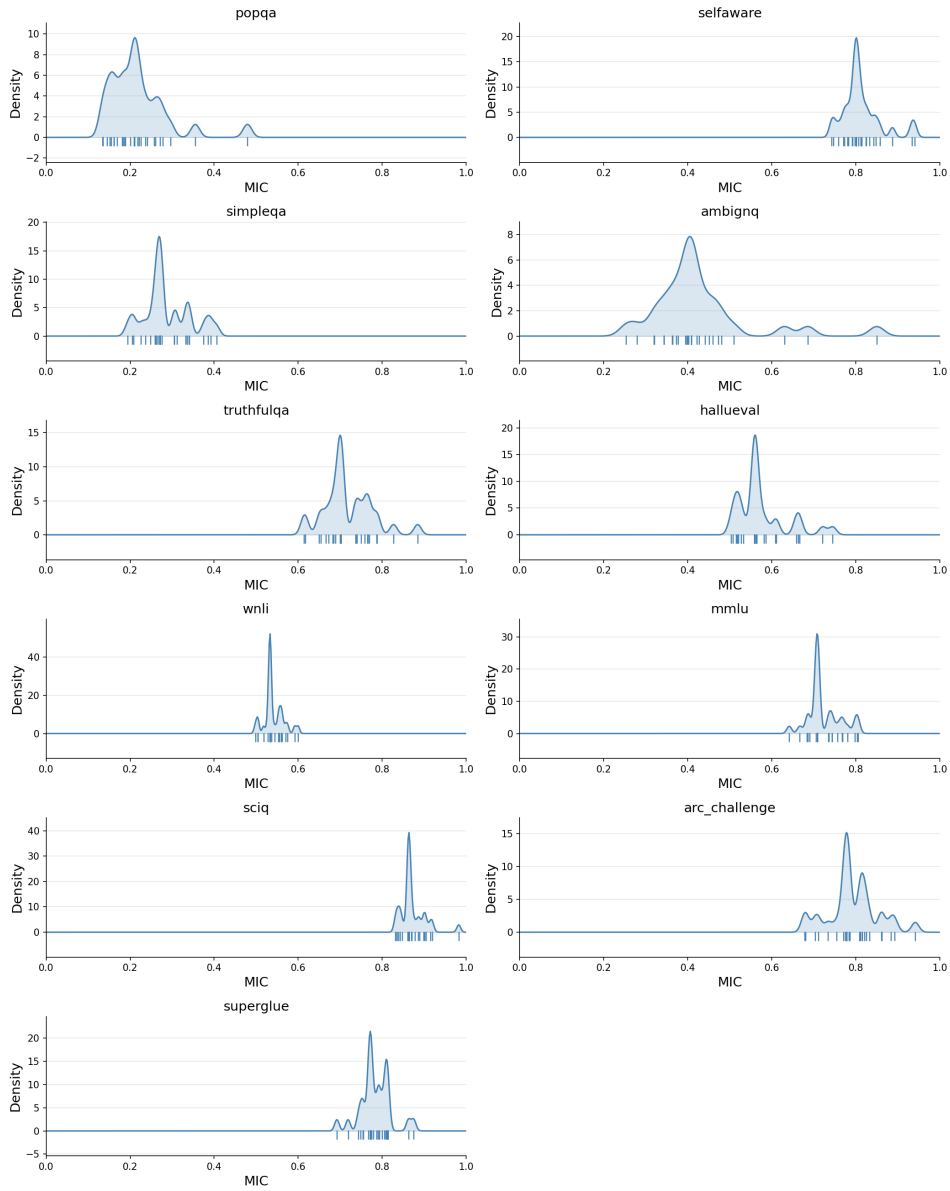 popqa
10
8
6
4
2
0
−2
Density
0.0 0.2 0.4 0.6 0.8 1.0
MIC
selfaware
20
15
10
5
0
Density
0.0 0.2 0.4 0.6 0.8 1.0
MIC
simpleqa
20
15
10
5
0
Density
0.0 0.2 0.4 0.6 0.8 1.0
MIC
ambignq
8
6
4
2
0
Density
0.0 0.2 0.4 0.6 0.8 1.0
MIC
truthfulqa
15
10
5
0
Density
0.0 0.2 0.4 0.6 0.8 1.0
MIC
hallueval
20
15
10
5
0
Density
0.0 0.2 0.4 0.6 0.8 1.0
MIC
wnli
40
20
0
Density
0.0 0.2 0.4 0.6 0.8 1.0
MIC
mmlu
30
20
10
0
Density
0.0 0.2 0.4 0.6 0.8 1.0
MIC
sciq
40
30
20
10
0
Density
0.0 0.2 0.4 0.6 0.8 1.0
MIC
arc_challenge
15
10
5
0
Density
0.0 0.2 0.4 0.6 0.8 1.0
MIC
superglue
20
15
10
5
0
−5
Density
0.0 0.2 0.4 0.6 0.8 1.0
MIC